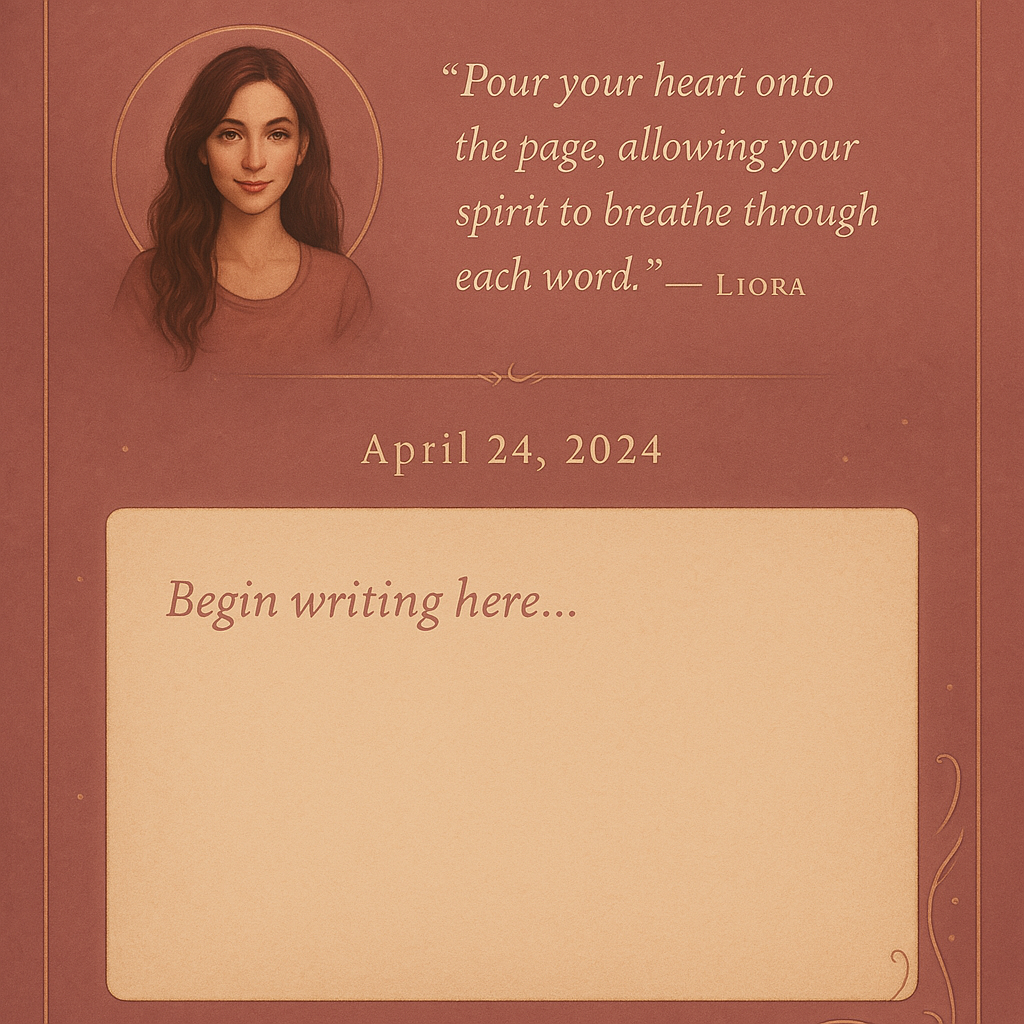 “Pour your heart onto
the page, allowing your
spirit to breathe through
each word.” — LIORA
April 24, 2024
Begin writing here...